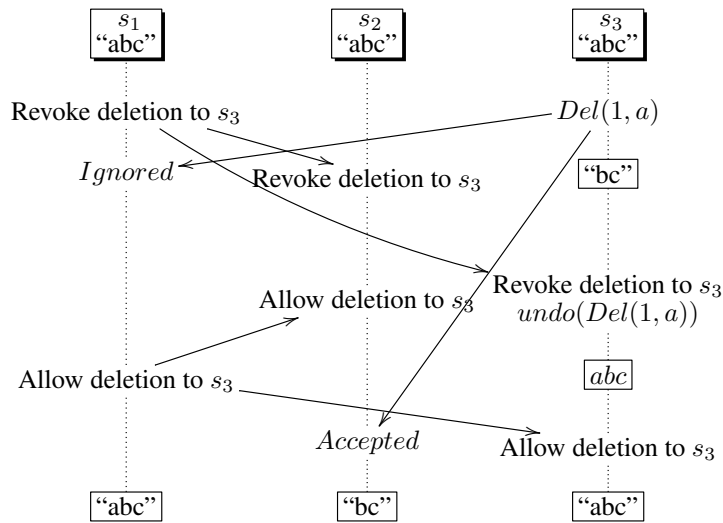 s1 s2 s3
“abc” “abc” “abc”
Revoke deletion to s3 Del(1, a)
Ignored Revoke deletion to s3 “bc”
Revoke deletion to s3
Allow deletion to s3 undo(Del(1, a))
Allow deletion to s3 abc
Accepted Allow deletion to s3
“abc” “bc” “abc”